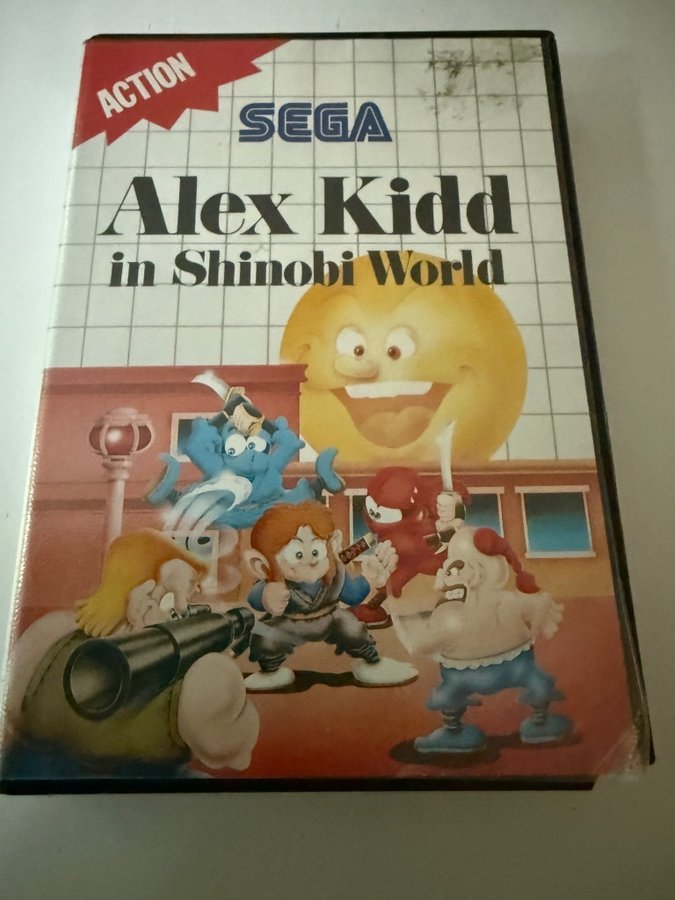 ACTION
SEGA
Alex Kidd
in Shinobi World